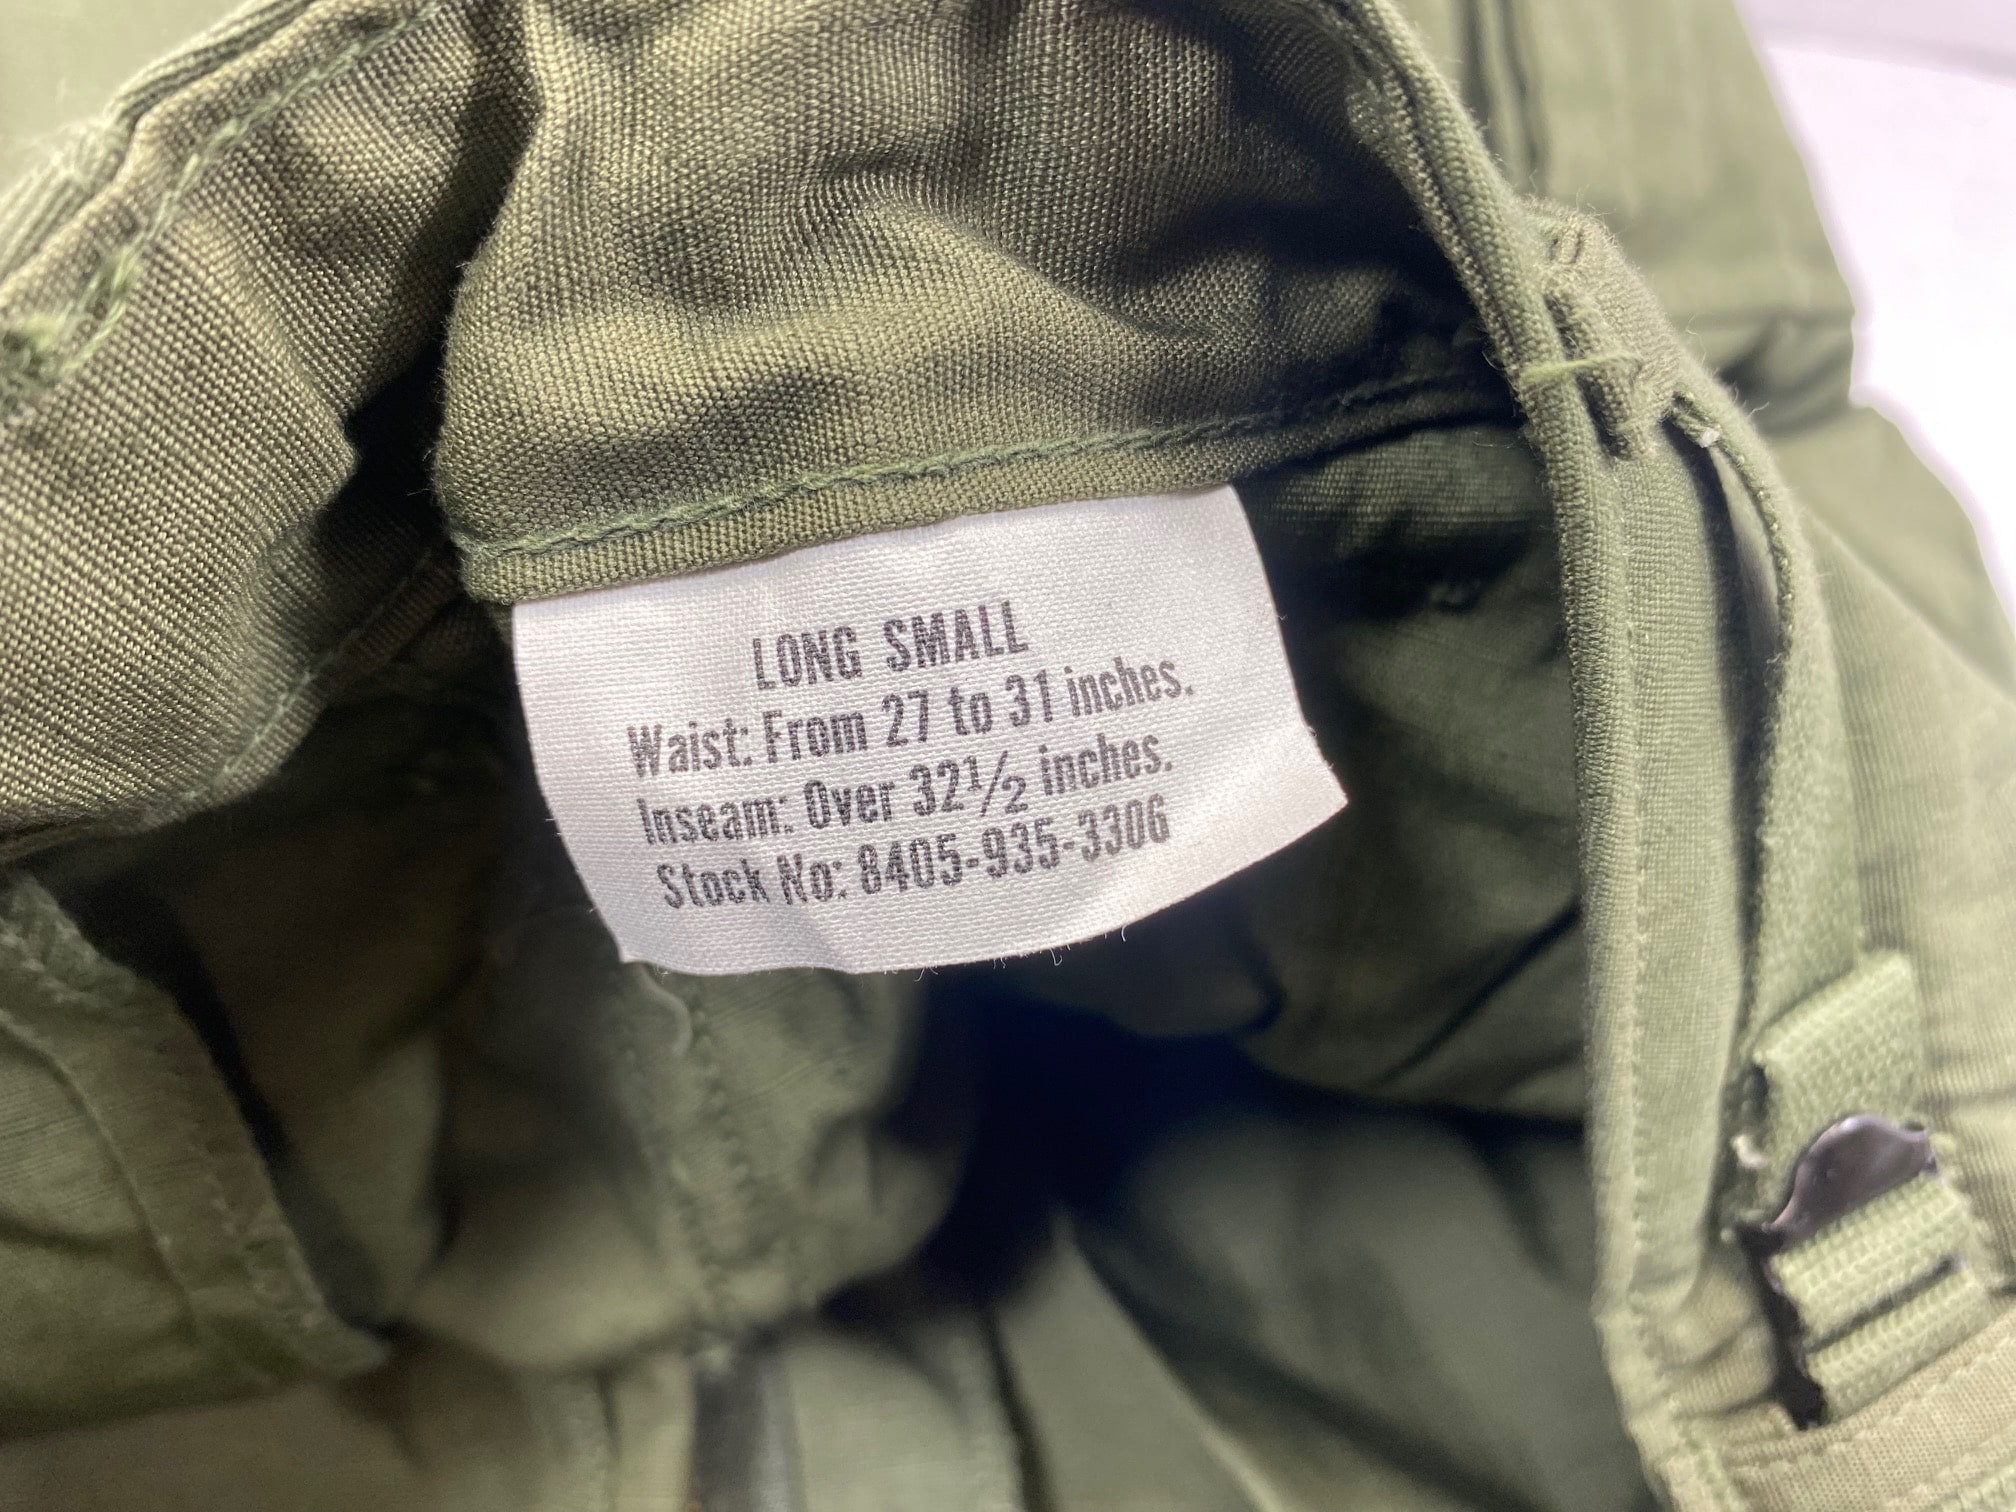 LONG SMALL
Waist: From 27 to 31 inches.
Inseam: Over 32½ inches.
Stock No: 8405-935-3306